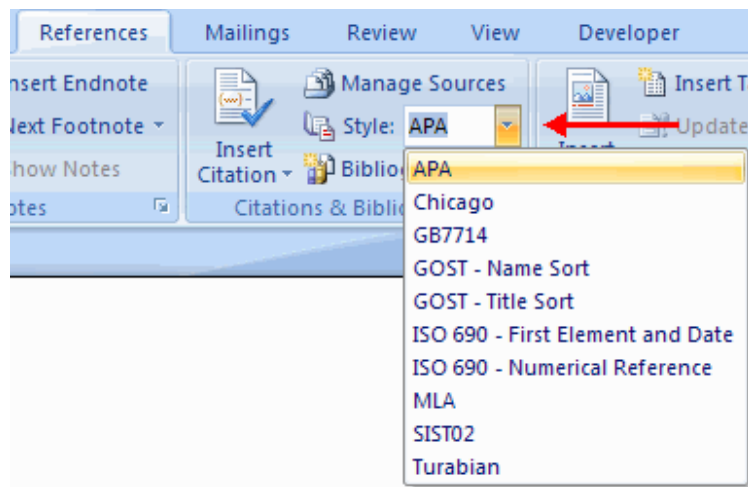 References Mailings Review View Developer
nsert Endnote Manage Sources Insert T
Next Footnote Style: APA Update
Insert
how Notes Citation Biblio
otes Citations & Bibli
APA
Chicago
GB7714
GOST - Name Sort
GOST - Title Sort
ISO 690 - First Element and Date
ISO 690 - Numerical Reference
MLA
SIST02
Turabian